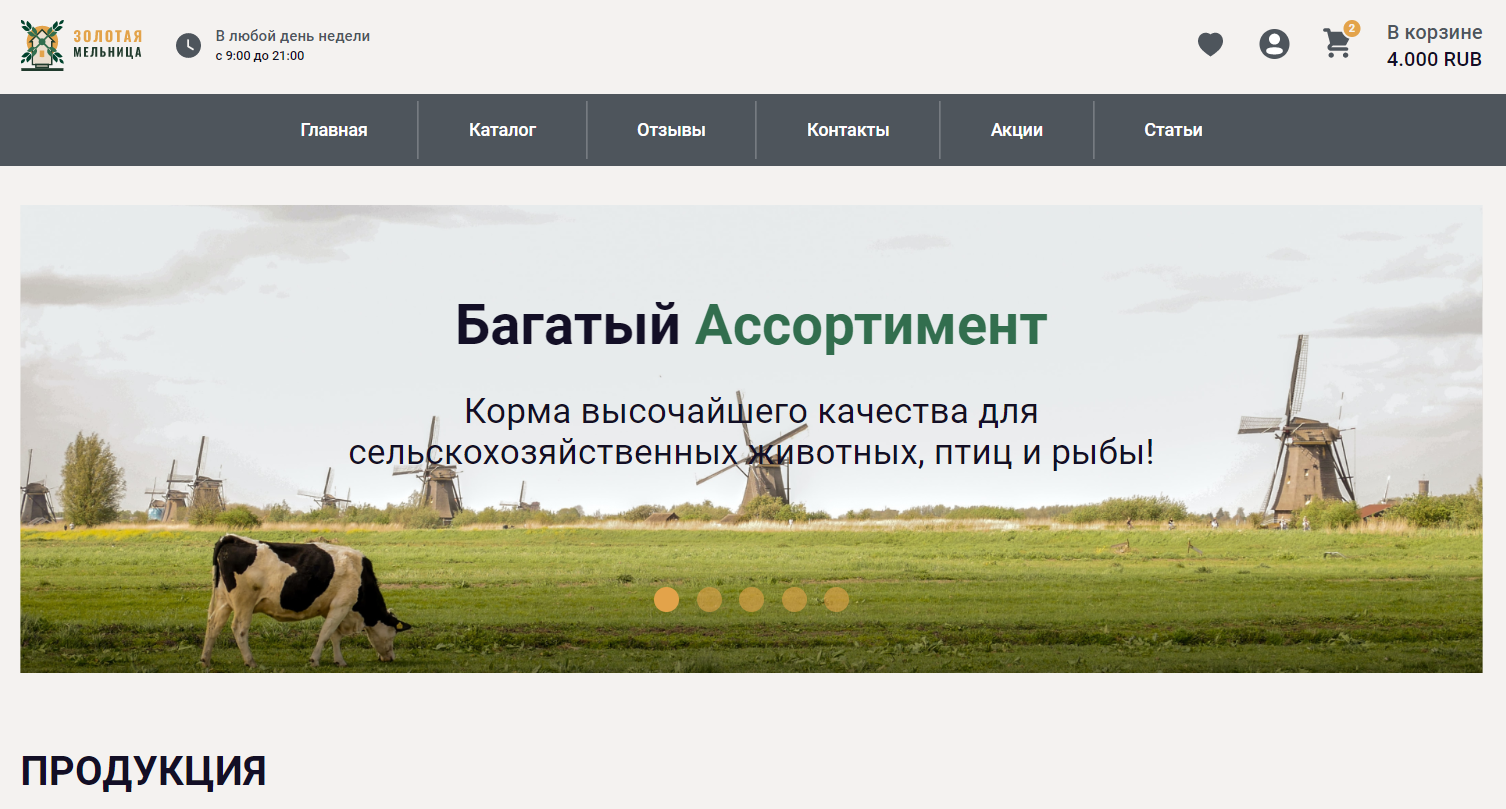 ЗОЛОТАЯ
МЕЛЬНИЦА
В любой день недели
с 9:00 до 21:00
2
В корзине
4.000 RUB
Главная
Каталог
Отзывы
Контакты
Акции
Статьи
Багатый Ассортимент
Корма высочайшего качества для
сельскохозяйственных животных, птиц и рыбы!
ПРОДУКЦИЯ